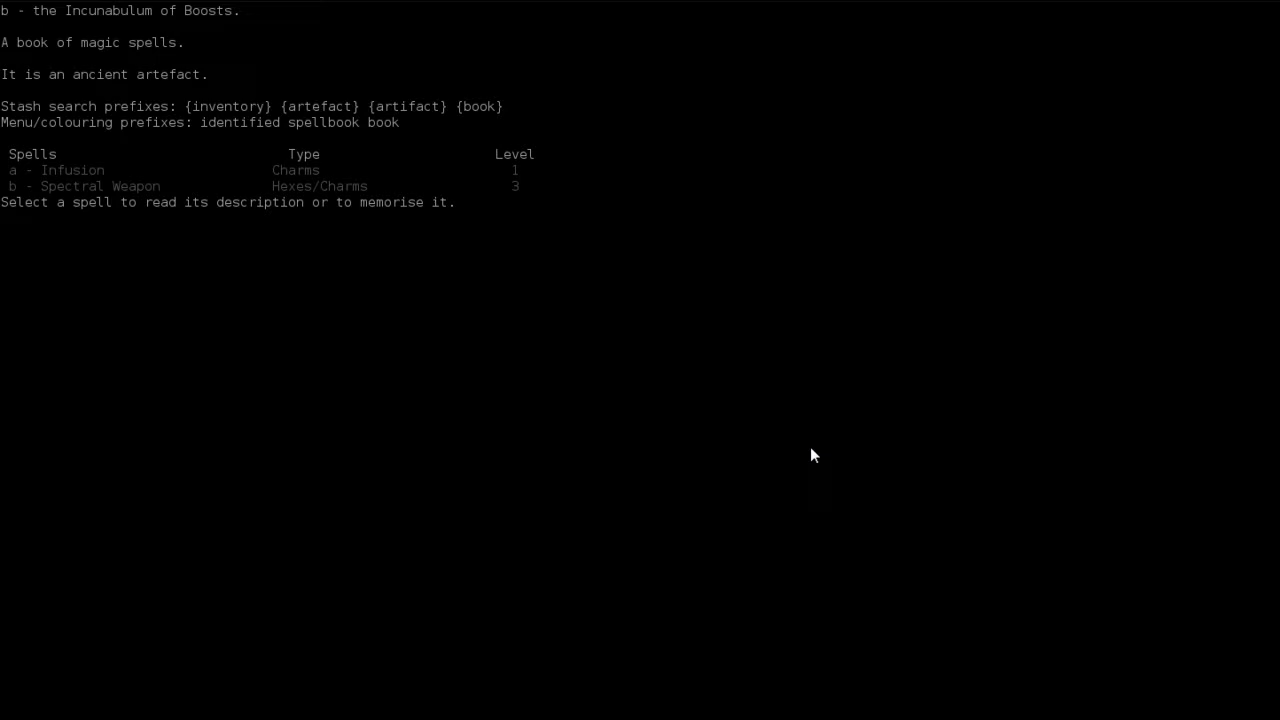 b - the Incunabulum of Boosts.
A book of magic spells.
It is an ancient artefact.
Stash search prefixes: {inventory} {artefact} {artifact} {book}
Menu/colouring prefixes: identified spellbook book
Spells Type Level
a - Infusion Charms 1
b - Spectral Weapon Hexes/Charms 3
Select a spell to read its description or to memorise it.